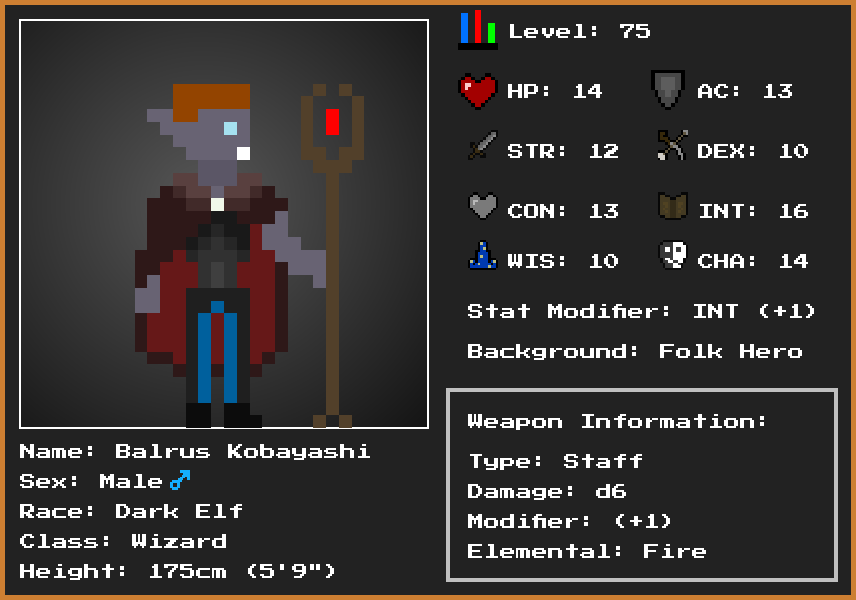 Level: 75
HP: 14
AC: 13
STR: 12
DEX: 10
CON: 13
INT: 16
WIS: 10
CHA: 14
Stat Modifier: INT (+1)
Background: Folk Hero
Weapon Information:
Type: Staff
Damage: d6
Modifier: (+1)
Elemental: Fire
Name: Balrus Kobayashi
Sex: Male♂
Race: Dark Elf
Class: Wizard
Height: 175cm (5'9")